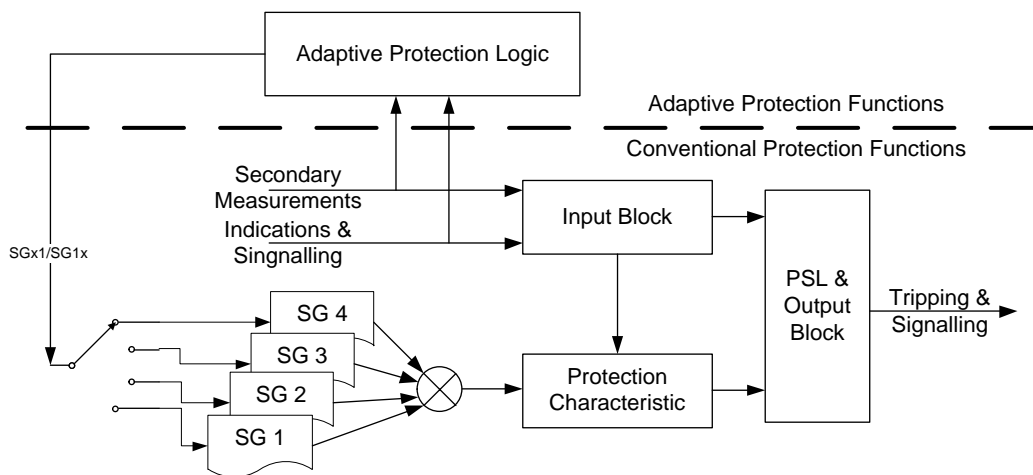 Adaptive Protection Logic
Adaptive Protection Functions
Conventional Protection Functions
Secondary
Measurements
Indications &
Singnalling
Input Block
SGx1/SG1x
PSL &
Output
Block
Tripping &
Signalling
SG 4
SG 3
SG 2
SG 1
Protection
Characteristic